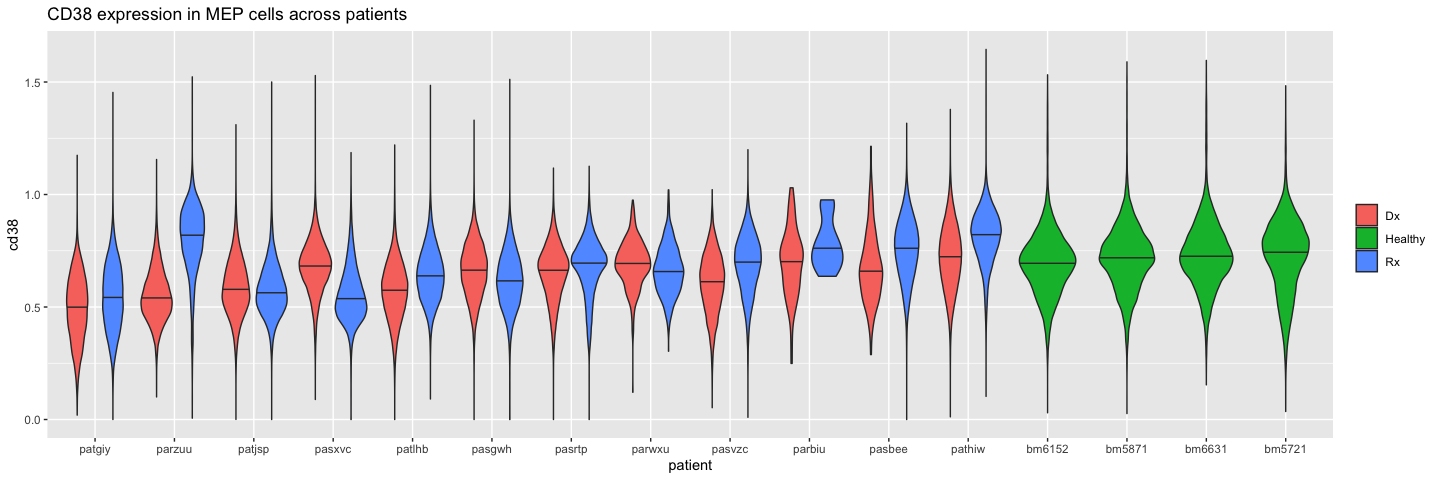 CD38 expression in MEP cells across patients
1.5
1.0
0.5
0.0
cd38
patgiy parzuu patjsp pasxvc patlhb pasgwh pasrtp parwxu pasvzc parbiu pasbee pathiw bm6152 bm5871 bm6631 bm5721
patient
Dx
Healthy
Rx